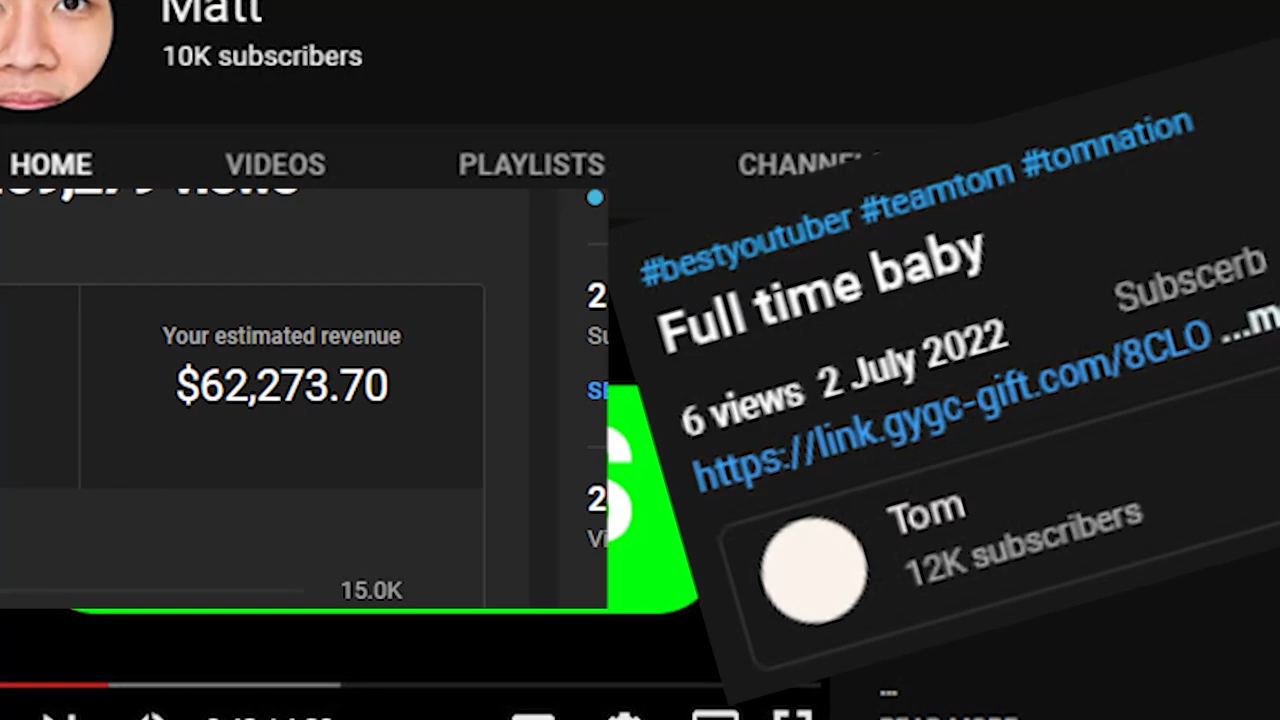 Matt
10K subscribers
HOME VIDEOS PLAYLISTS
views
Your estimated revenue
$62,273.70
15.0K
#bestyoutuber #teamtom #tomnation
Full time baby
Subscerb
6 views 2 July 2022
https://link.gygc-gift.com/8CLO ...m
Tom
12K subscribers